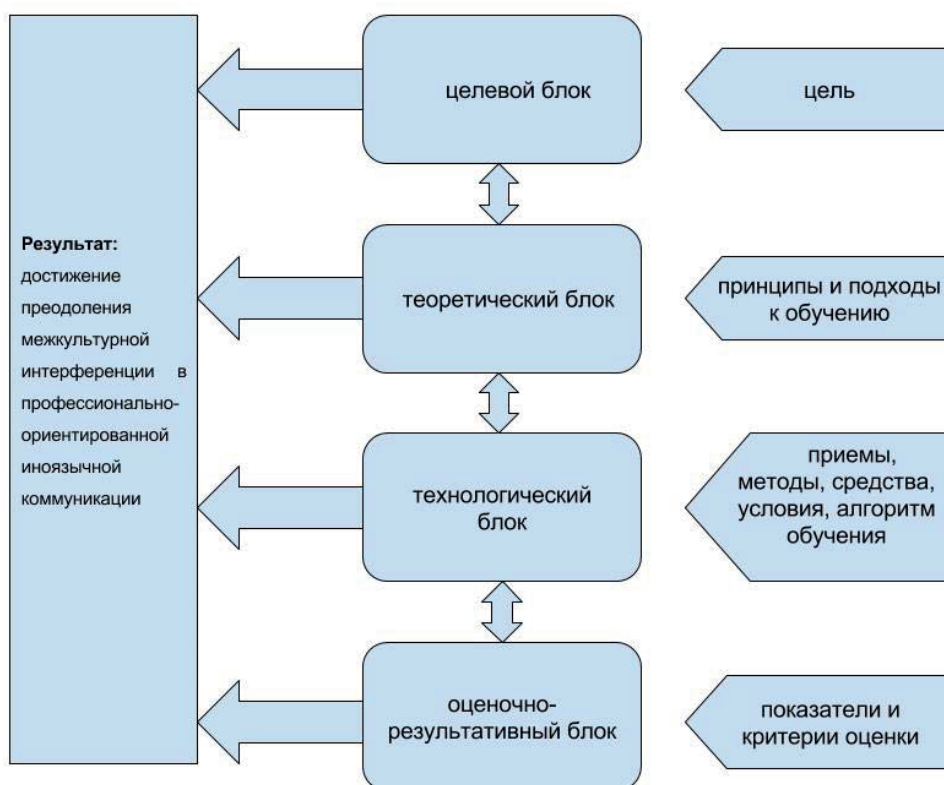 Результат:
достижение
преодоления
межкультурной
интерференции в
профессионально-
ориентированной
иноязычной
коммуникации
целевой блок
цель
теоретический блок
принципы и подходы
к обучению
технологический
блок
приемы,
методы, средства,
условия, алгоритм
обучения
оценочно-
результативный блок
показатели и
критерии оценки